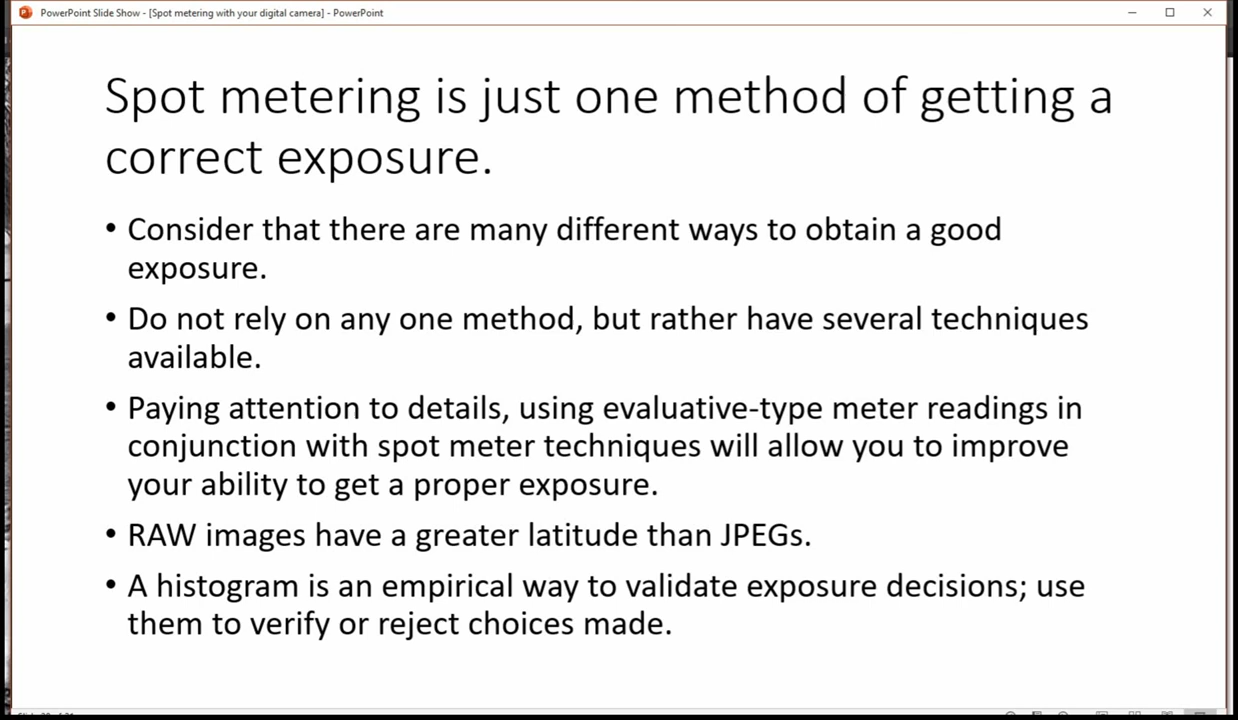 PowerPoint Slide Show - [Spot metering with your digital camera] - PowerPoint
Spot metering is just one method of getting a
correct exposure.
• Consider that there are many different ways to obtain a good
exposure.
• Do not rely on any one method, but rather have several techniques
available.
• Paying attention to details, using evaluative-type meter readings in
conjunction with spot meter techniques will allow you to improve
your ability to get a proper exposure.
• RAW images have a greater latitude than JPEGs.
• A histogram is an empirical way to validate exposure decisions; use
them to verify or reject choices made.